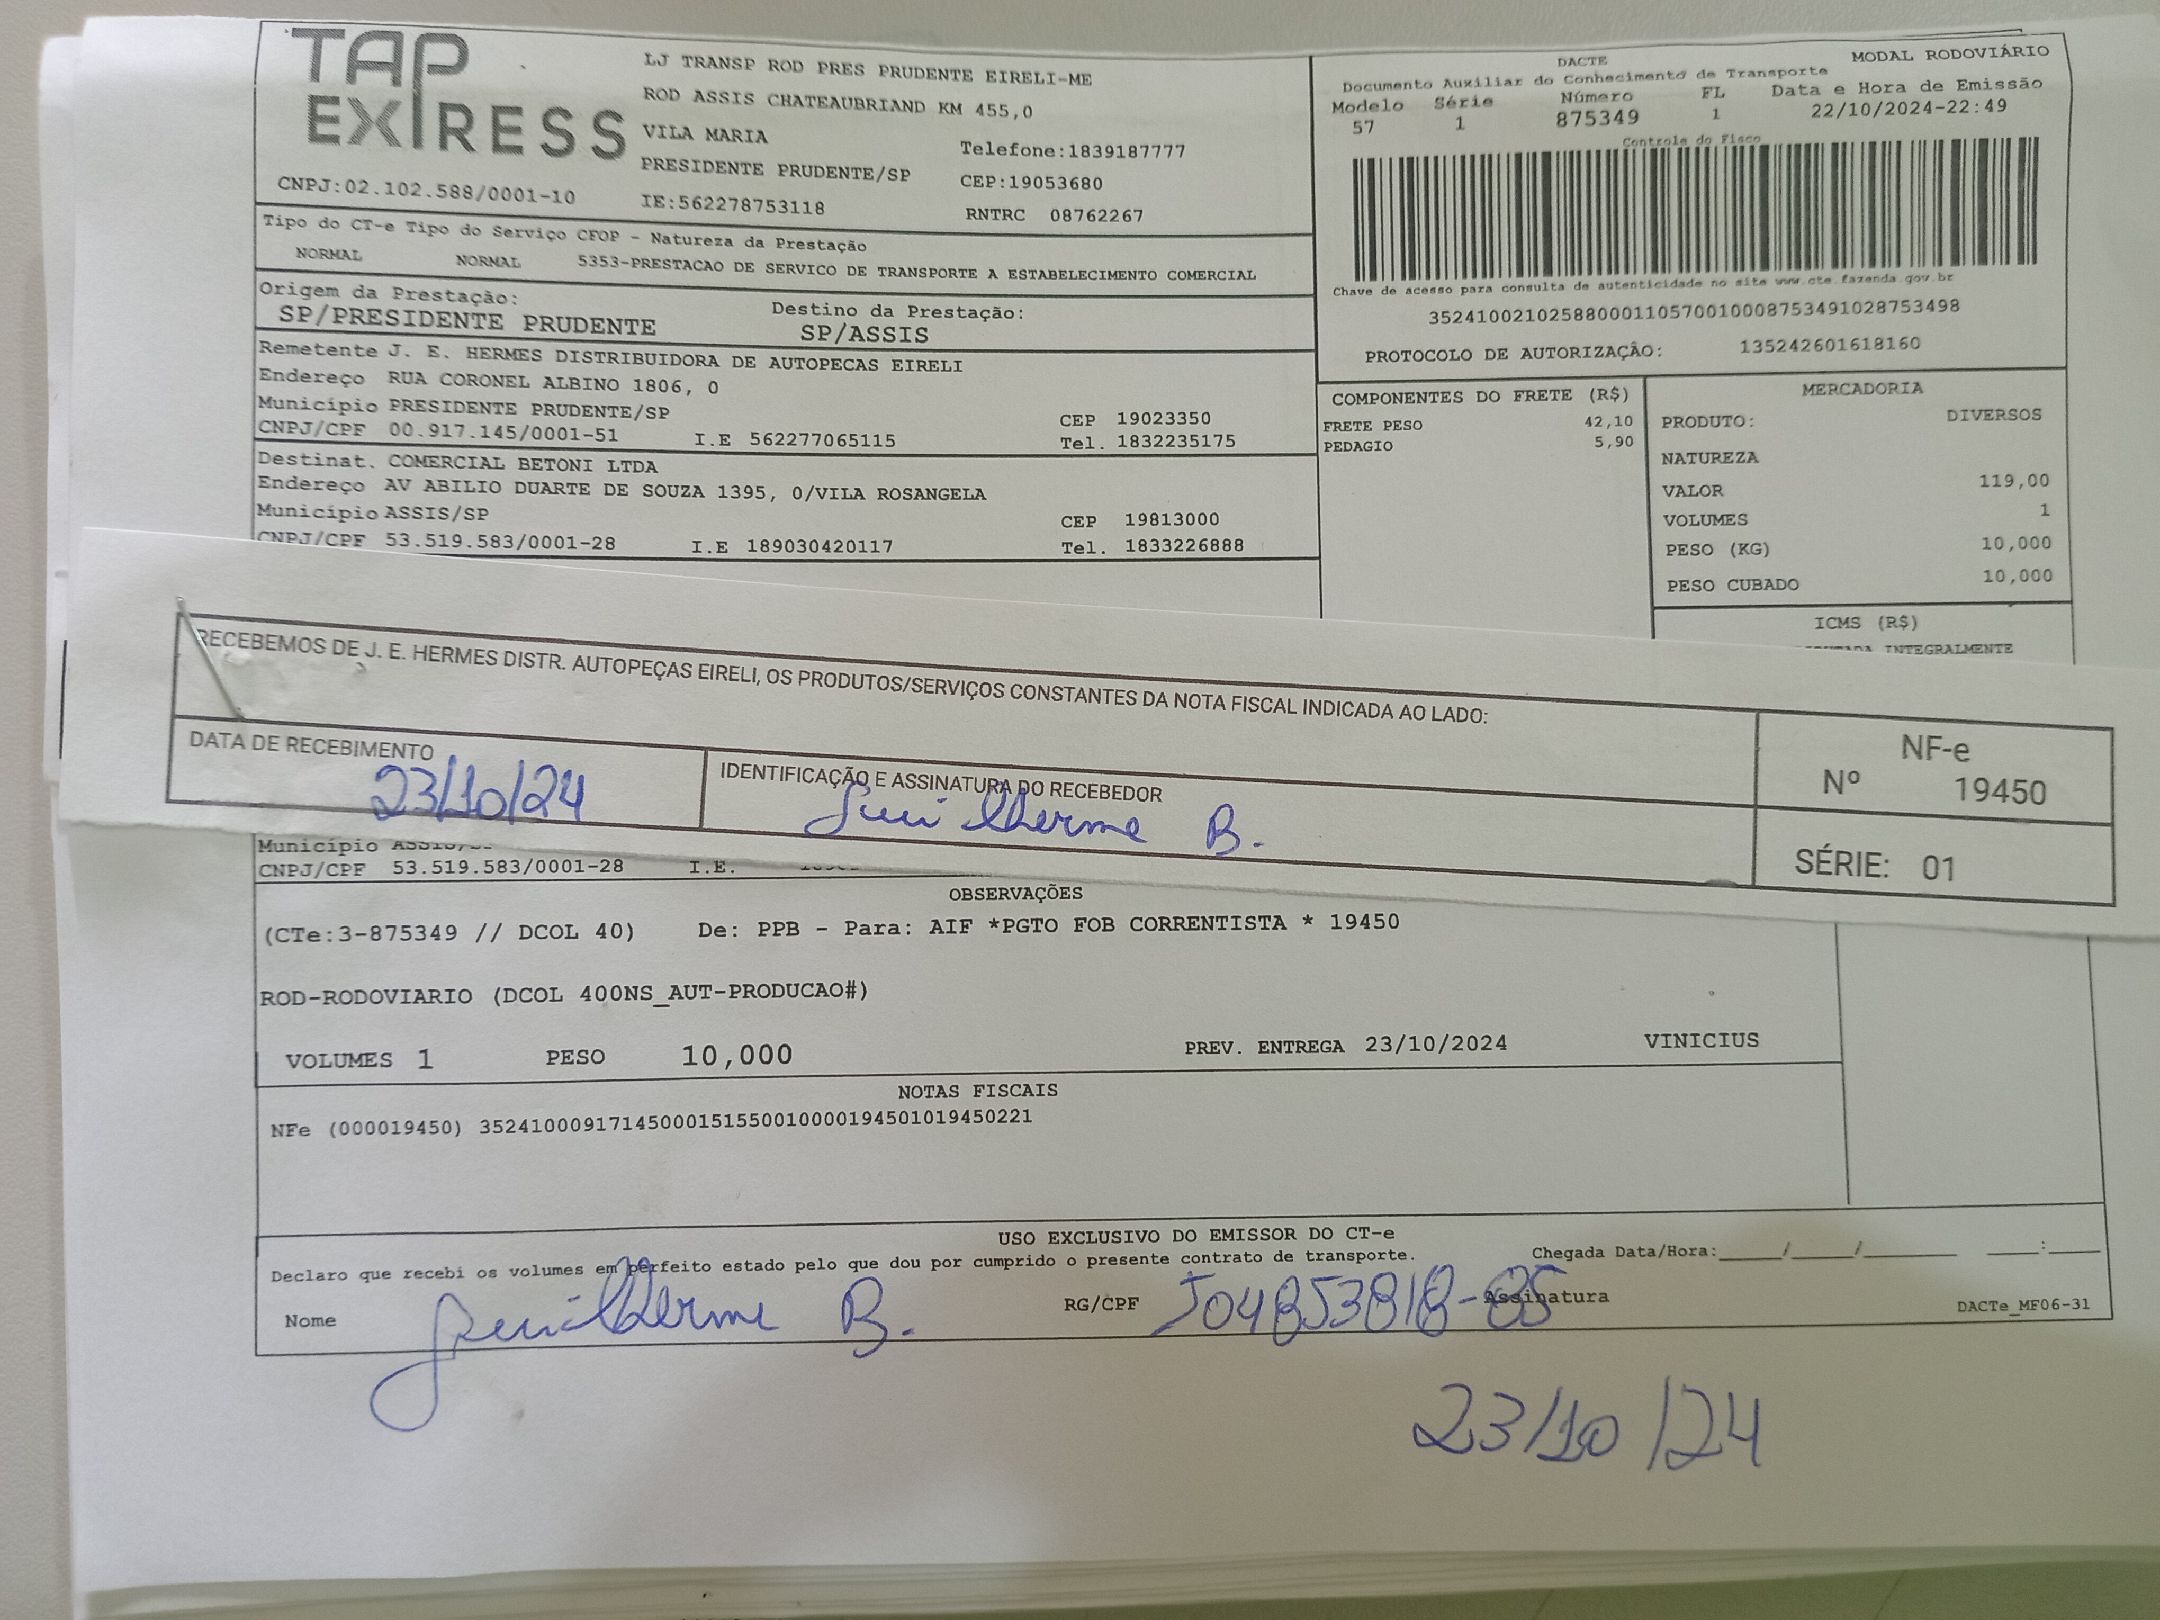 TAP EXPRESS
LJ TRANSP ROD PRES PRUDENTE EIRELI-ME
ROD ASSIS CHATEAUBRIAND KM 455,0
VILA MARIA
Telefone:1839187777
PRESIDENTE PRUDENTE/SP
CEP:19053680
CNPJ:02.102.588/0001-10
IE:562278753118
RNTRC 08762267
DACTE
MODAL RODOVIÁRIO
Documento Auxiliar do Conhecimento de Transporte
Modelo Série Número FL Data e Hora de Emissão
57 1 875349 1 22/10/2024-22:49
Controle do Fisco
Chave de acesso para consulta de autenticidade no site www.cte.fazenda.gov.br
35241002102588000110570010008753491028753498
PROTOCOLO DE AUTORIZAÇÂO: 135242601618160
Tipo do CT-e Tipo do Serviço CFOP - Natureza da Prestação
NORMAL NORMAL 5353-PRESTACAO DE SERVICO DE TRANSPORTE A ESTABELECIMENTO COMERCIAL
Origem da Prestação: Destino da Prestação:
SP/PRESIDENTE PRUDENTE SP/ASSIS
Remetente J. E. HERMES DISTRIBUIDORA DE AUTOPECAS EIRELI
Endereço RUA CORONEL ALBINO 1806, 0
Município PRESIDENTE PRUDENTE/SP CEP 19023350
CNPJ/CPF 00.917.145/0001-51 I.E 562277065115 Tel. 1832235175
Destinat. COMERCIAL BETONI LTDA
Endereço AV ABILIO DUARTE DE SOUZA 1395, 0/VILA ROSANGELA
Município ASSIS/SP CEP 19813000
CNPJ/CPF 53.519.583/0001-28 I.E 189030420117 Tel. 1833226888
COMPONENTES DO FRETE (R$)
FRETE PESO 42,10
PEDAGIO 5,90
MERCADORIA
PRODUTO: DIVERSOS
NATUREZA
VALOR 119,00
VOLUMES 1
PESO (KG) 10,000
PESO CUBADO 10,000
ICMS (R$)
INTEGRALMENTE
RECEBEMOS DE J. E. HERMES DISTR. AUTOPEÇAS EIRELI, OS PRODUTOS/SERVIÇOS CONSTANTES DA NOTA FISCAL INDICADA AO LADO:
DATA DE RECEBIMENTO
23/10/24
IDENTIFICAÇÃO E ASSINATURA DO RECEBEDOR
Guilherme B.
NF-e
Nº 19450
SÉRIE: 01
Município ASSIS/
CNPJ/CPF 53.519.583/0001-28 I.E.
OBSERVAÇÕES
(CTe:3-875349 // DCOL 40) De: PPB - Para: AIF *PGTO FOB CORRENTISTA * 19450
ROD-RODOVIARIO (DCOL 400NS_AUT-PRODUCAO#)
VOLUMES 1 PESO 10,000 PREV. ENTREGA 23/10/2024 VINICIUS
NOTAS FISCAIS
NFe (000019450) 35241000917145000151550010000194501019450221
USO EXCLUSIVO DO EMISSOR DO CT-e
Declaro que recebi os volumes em perfeito estado pelo que dou por cumprido o presente contrato de transporte.
Chegada Data/Hora:____/____/________ ___:____
Nome Guilherme B. RG/CPF 504853818-85 Assinatura
DACTe_MF06-31
23/10/24